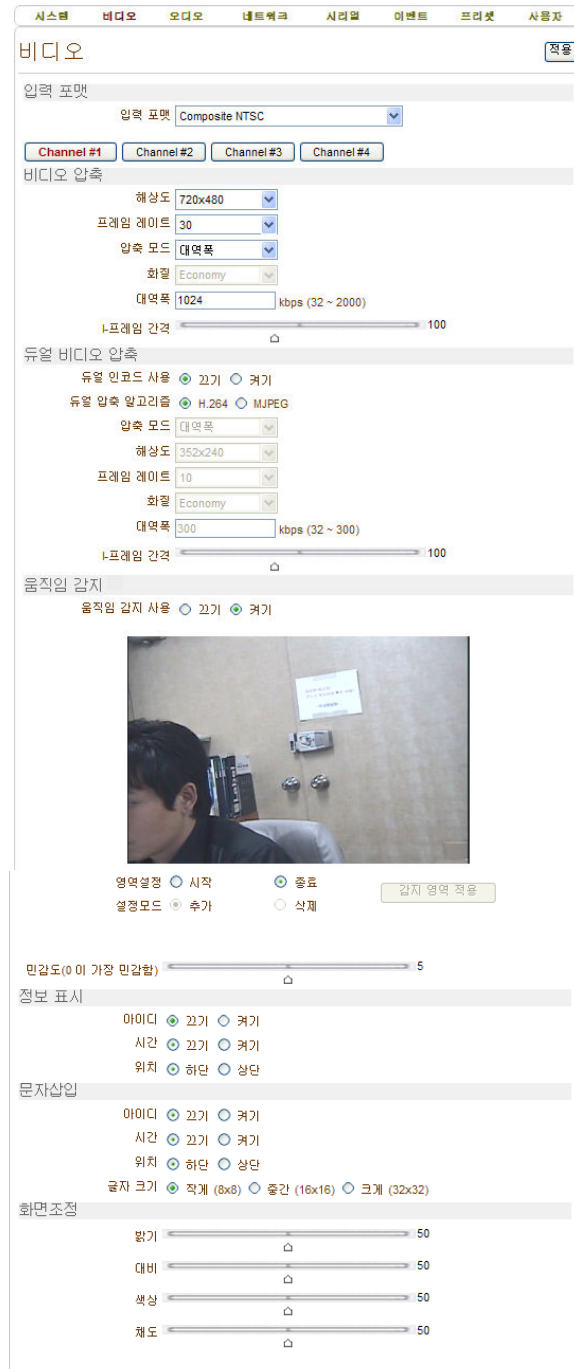 시스템 비디오 오디오 네트워크 시리얼 이벤트 프리셋 사용자
비디오 적용
입력 포맷
입력 포맷 Composite NTSC
Channel #1 Channel #2 Channel #3 Channel #4
비디오 압축
해상도 720x480
프레임 레이트 30
압축 모드 대역폭
화질 Economy
대역폭 1024 kbps (32 ~ 2000)
I-프레임 간격 100
듀얼 비디오 압축
듀얼 인코드 사용 끄기 켜기
듀얼 압축 알고리즘 H.264 MJPEG
압축 모드 대역폭
해상도 352x240
프레임 레이트 10
화질 Economy
대역폭 300 kbps (32 ~ 300)
I-프레임 간격 100
움직임 감지
움직임 감지 사용 끄기 켜기
영역설정 시작 종료 감지 영역 적용
설정모드 추가 삭제
민감도(0 이 가장 민감함) 5
정보 표시
아이디 끄기 켜기
시간 끄기 켜기
위치 하단 상단
문자삽입
아이디 끄기 켜기
시간 끄기 켜기
위치 하단 상단
글자 크기 작게 (8x8) 중간 (16x16) 크게 (32x32)
화면조정
밝기 50
대비 50
색상 50
채도 50